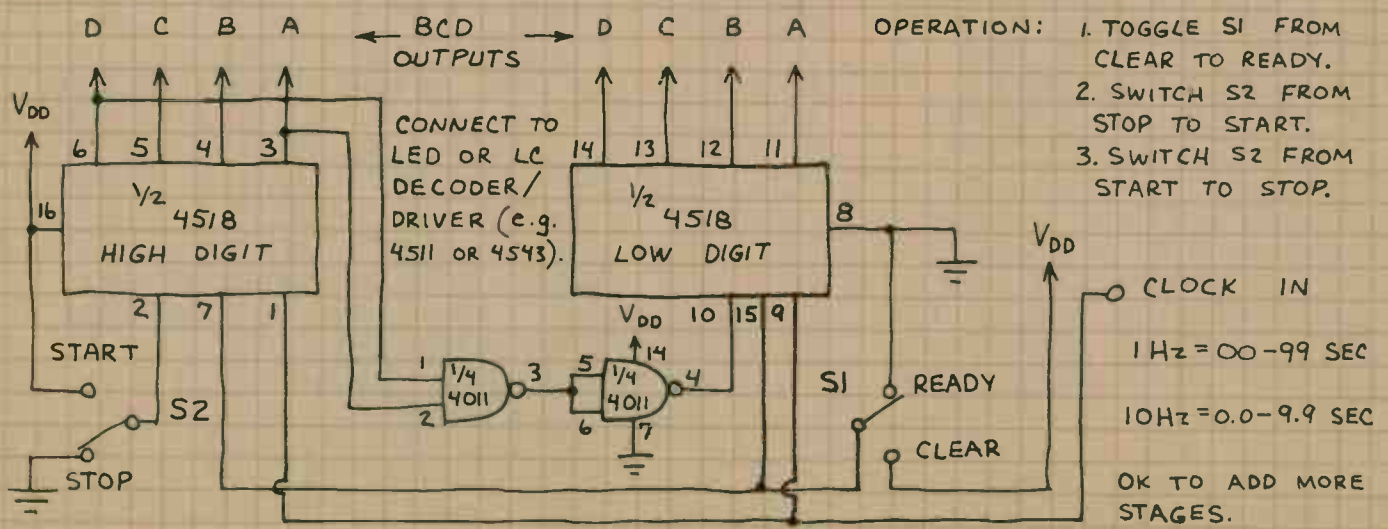 D C B A ← BCD → D C B A
OUTPUTS
OPERATION: 1. TOGGLE S1 FROM
CLEAR TO READY.
2. SWITCH S2 FROM
STOP TO START.
3. SWITCH S2 FROM
START TO STOP.
VDD
CONNECT TO
LED OR LC
DECODER/
DRIVER (e.g.
4511 OR 4543).
6 5 4 3
16
1/2
4518
HIGH DIGIT
2 7 1
14 13 12 11
1/2
4518
LOW DIGIT
8
10 15 9
START
S2
STOP
1
2
1/4
4011
3
VDD
14
5
6
1/4
4011
4
7
S1
READY
CLEAR
VDD
CLOCK IN
1 Hz = 00-99 SEC
10Hz = 0.0-9.9 SEC
OK TO ADD MORE
STAGES.